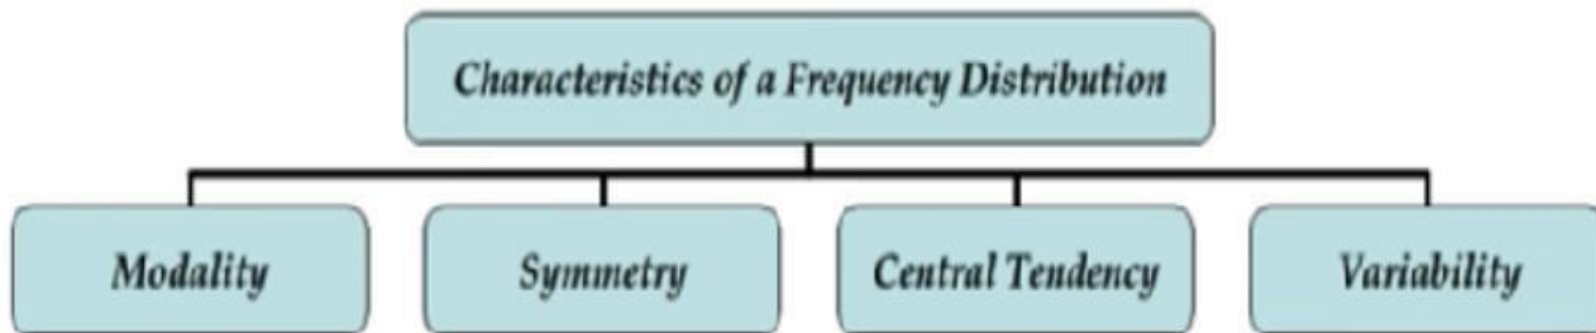 Characteristics of a Frequency Distribution
Modality
Symmetry
Central Tendency
Variability